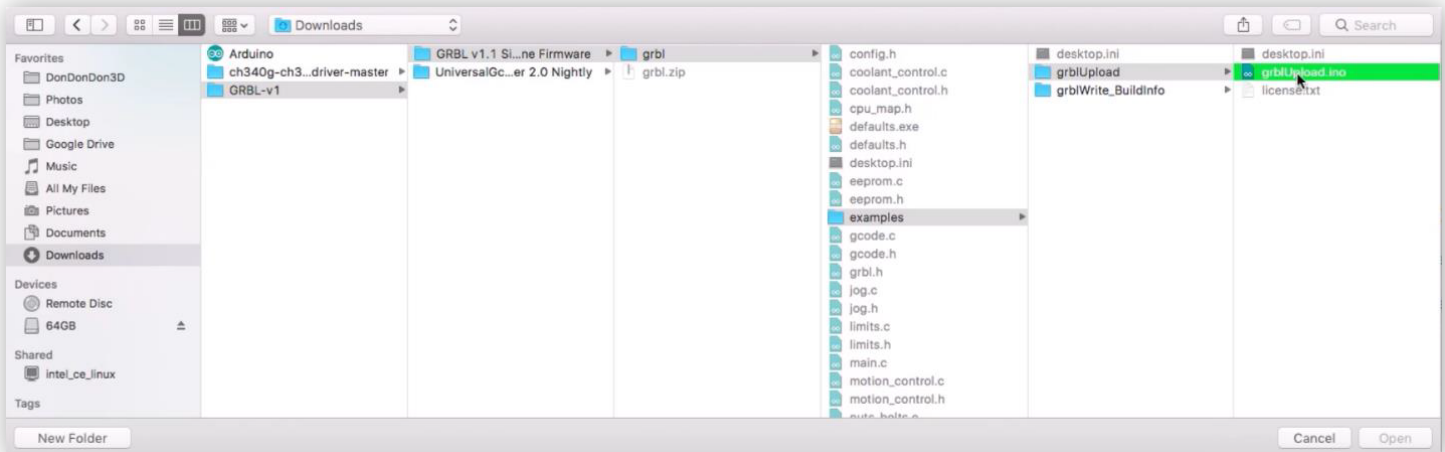 Downloads
Search
Favorites
DonDonDon3D
Photos
Desktop
Google Drive
Music
All My Files
Pictures
Documents
Downloads
Devices
Remote Disc
64GB
Shared
intel_ce_linux
Tags
Arduino
ch340g-ch3...driver-master
GRBL-v1
GRBL v1.1 Si...ne Firmware
UniversalGc...er 2.0 Nightly
grbl
grbl.zip
config.h
coolant_control.c
coolant_control.h
cpu_map.h
defaults.exe
defaults.h
desktop.ini
eeprom.c
eeprom.h
examples
gcode.c
gcode.h
grbl.h
jog.c
jog.h
limits.c
limits.h
main.c
motion_control.c
motion_control.h
desktop.ini
grblUpload
grblWrite_BuildInfo
desktop.ini
grblUpload.ino
license.txt
New Folder
Cancel
Open